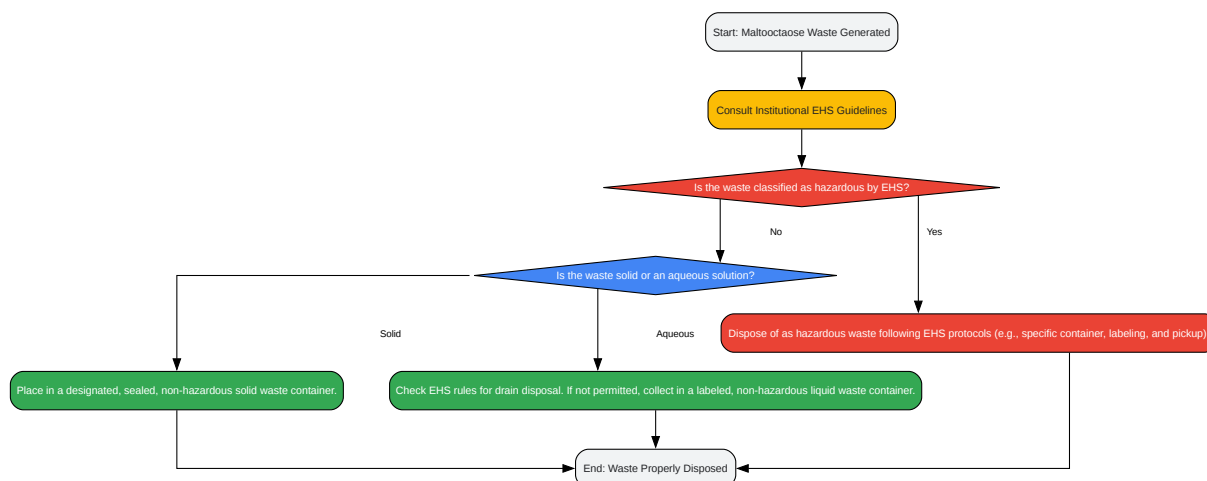 Start: Maltooctaose Waste Generated
Consult Institutional EHS Guidelines
Is the waste classified as hazardous by EHS?
No
Yes
Is the waste solid or an aqueous solution?
Solid
Aqueous
Dispose of as hazardous waste following EHS protocols (e.g., specific container, labeling, and pickup)
Place in a designated, sealed, non-hazardous solid waste container.
Check EHS rules for drain disposal. If not permitted, collect in a labeled, non-hazardous liquid waste container.
End: Waste Properly Disposed